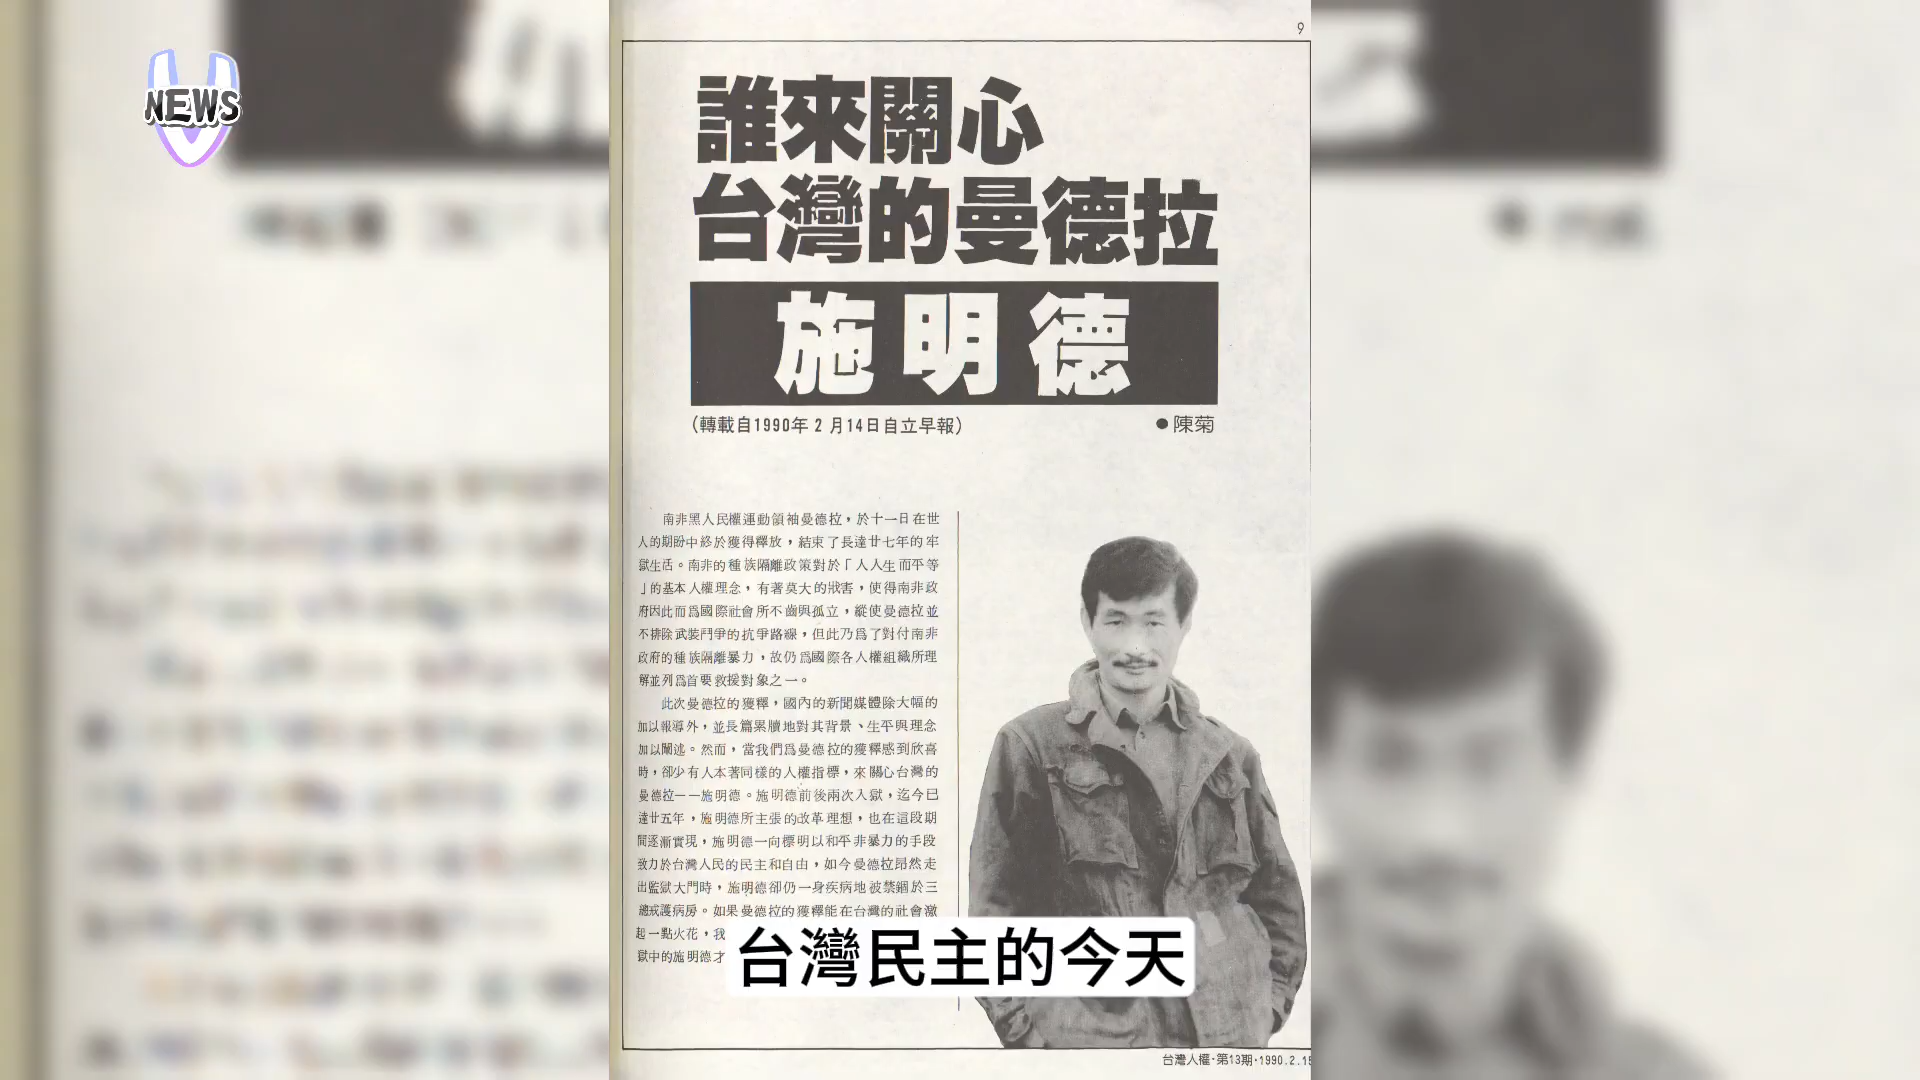 NEWS
9
誰來關心
台灣的曼德拉
施明德
（轉載自1990年2月14日自立早報）
●陳菊
南非黑人民權運動領袖曼德拉，於十一日在世
人的期盼中終於獲得釋放，結束了長達廿七年的牢
獄生活。南非的種族隔離政策對於「人人生而平等
」的基本人權理念，有著莫大的戕害，使得南非政
府因此而爲國際社會所不齒與孤立，縱使曼德拉並
不排除武裝鬥爭的抗爭路線，但此乃爲了對付南非
政府的種族隔離暴力，故仍爲國際各人權組織所理
解並列爲首要救援對象之一。
此次曼德拉的獲釋，國內的新聞媒體除大幅的
加以報導外，並長篇累牘地對其背景、生平與理念
加以闡述。然而，當我們爲曼德拉的獲釋感到欣喜
時，卻少有人本著同樣的人權指標，來關心台灣的
曼德拉——施明德。施明德前後兩次入獄，迄今已
達廿五年，施明德所主張的改革理想，也在這段期
間逐漸實現，施明德一向標明以和平非暴力的手段
致力於台灣人民的民主和自由，如今曼德拉昂然走
出監獄大門時，施明德卻仍一身疾病地被禁錮於三
總戒護病房。如果曼德拉的獲釋能在台灣的社會激
起一點火花，我
獄中的施明德才
台灣民主的今天
台灣人權·第13期·1990.2.15